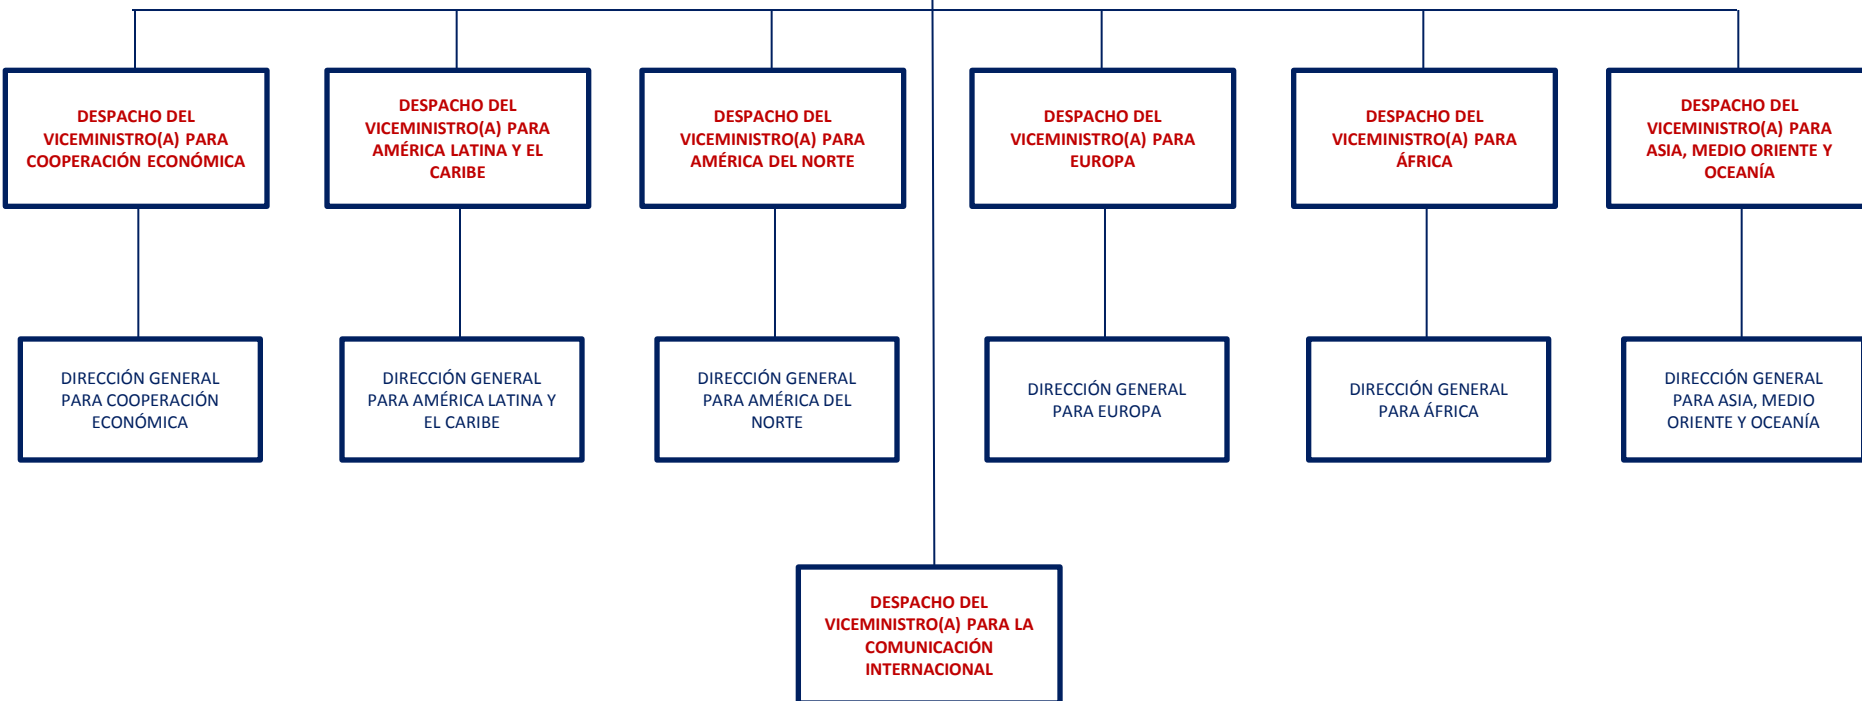 DESPACHO DEL
VICEMINISTRO(A) PARA
COOPERACIÓN ECONÓMICA
DESPACHO DEL
VICEMINISTRO(A) PARA
AMÉRICA LATINA Y EL
CARIBE
DESPACHO DEL
VICEMINISTRO(A) PARA
AMÉRICA DEL NORTE
DESPACHO DEL
VICEMINISTRO(A) PARA
EUROPA
DESPACHO DEL
VICEMINISTRO(A) PARA
ÁFRICA
DESPACHO DEL
VICEMINISTRO(A) PARA
ASIA, MEDIO ORIENTE Y
OCEANÍA
DIRECCIÓN GENERAL
PARA COOPERACIÓN
ECONÓMICA
DIRECCIÓN GENERAL
PARA AMÉRICA LATINA Y
EL CARIBE
DIRECCIÓN GENERAL
PARA AMÉRICA DEL
NORTE
DIRECCIÓN GENERAL
PARA EUROPA
DIRECCIÓN GENERAL
PARA ÁFRICA
DIRECCIÓN GENERAL
PARA ASIA, MEDIO
ORIENTE Y OCEANÍA
DESPACHO DEL
VICEMINISTRO(A) PARA LA
COMUNICACIÓN
INTERNACIONAL